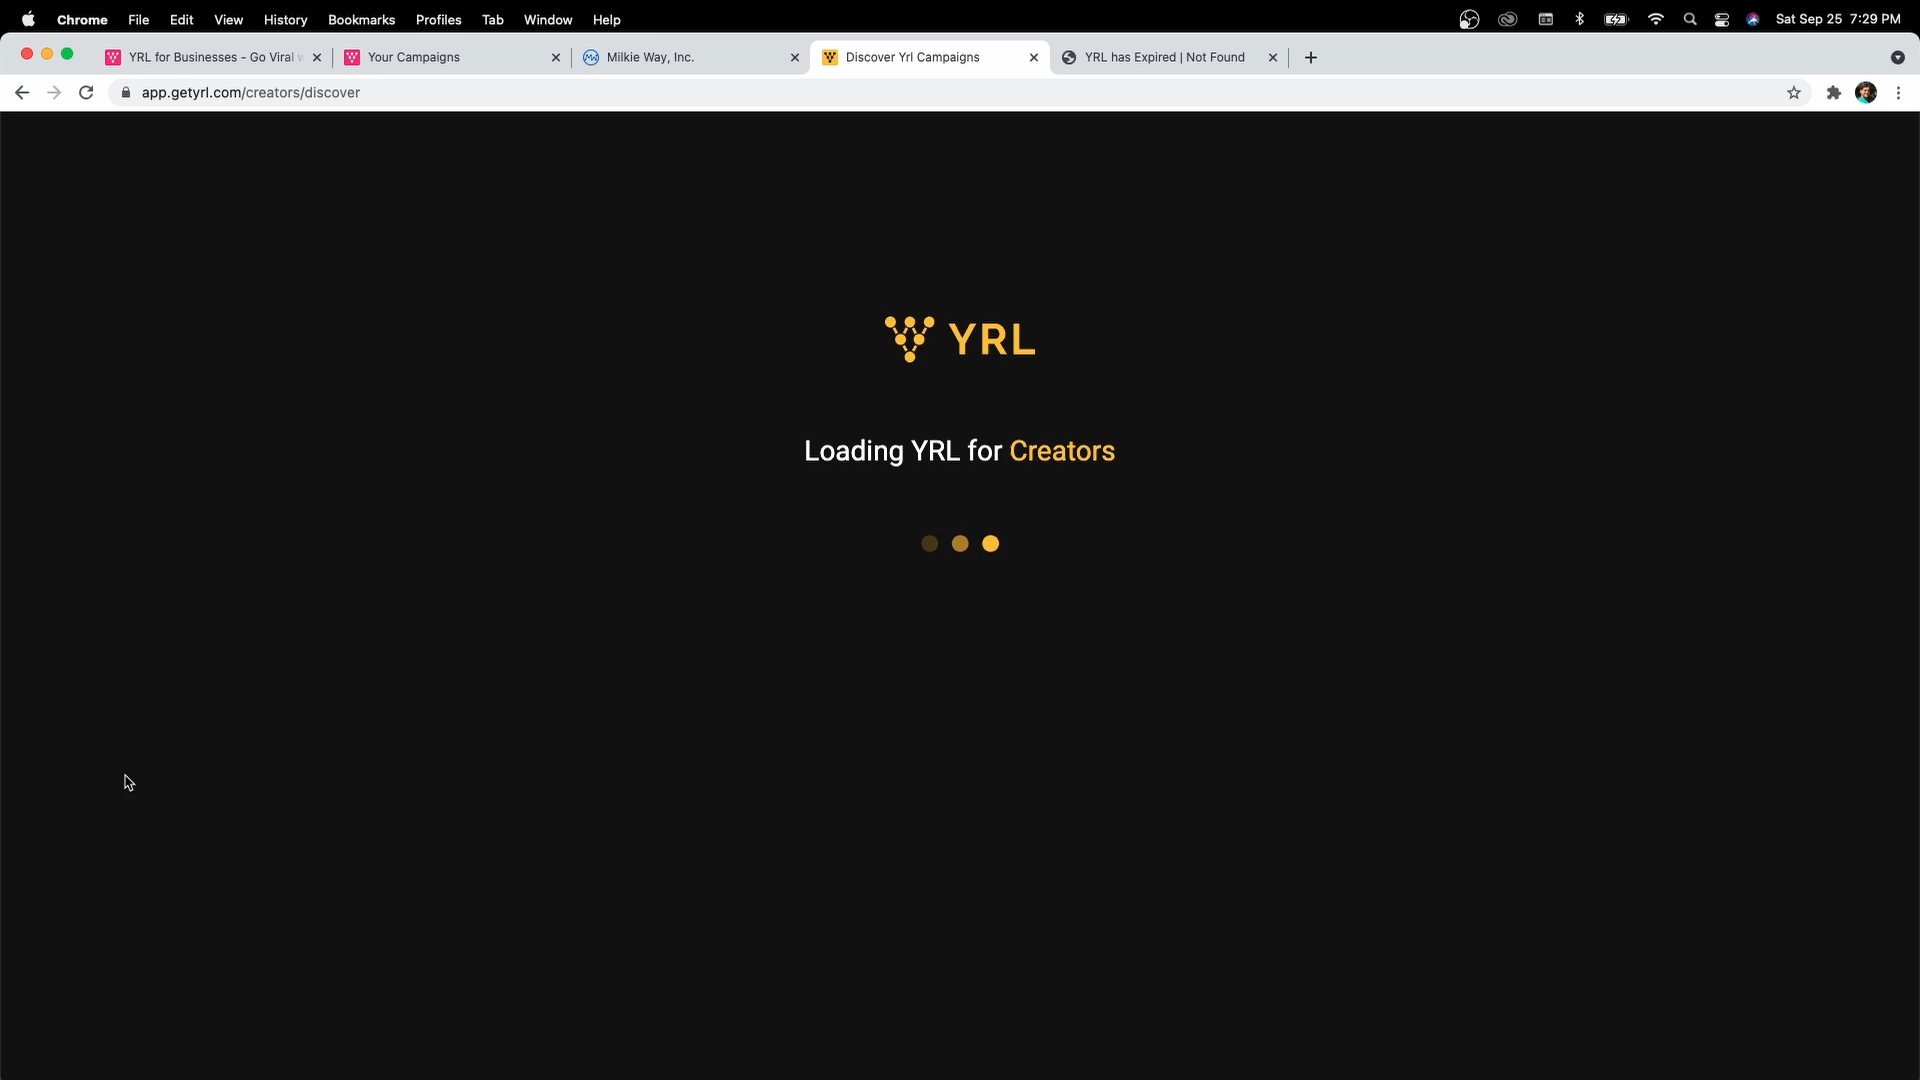 Chrome File Edit View History Bookmarks Profiles Tab Window Help Sat Sep 25 7:29 PM
YRL for Businesses - Go Viral Your Campaigns Milkie Way, Inc. Discover Yrl Campaigns YRL has Expired | Not Found
app.getyrl.com/creators/discover
YRL
Loading YRL for Creators